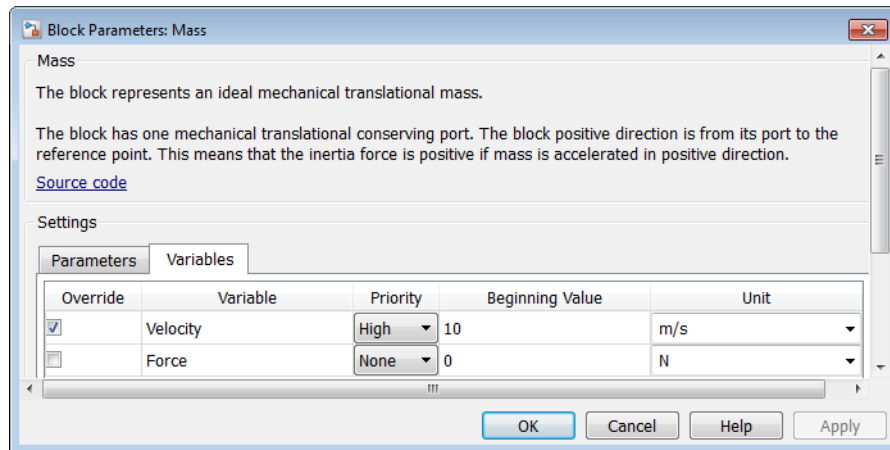 Block Parameters: Mass
Mass
The block represents an ideal mechanical translational mass.
The block has one mechanical translational conserving port. The block positive direction is from its port to the
reference point. This means that the inertia force is positive if mass is accelerated in positive direction.
Source code
Settings
Parameters Variables
Override Variable Priority Beginning Value Unit
Velocity High 10 m/s
Force None 0 N
OK Cancel Help Apply